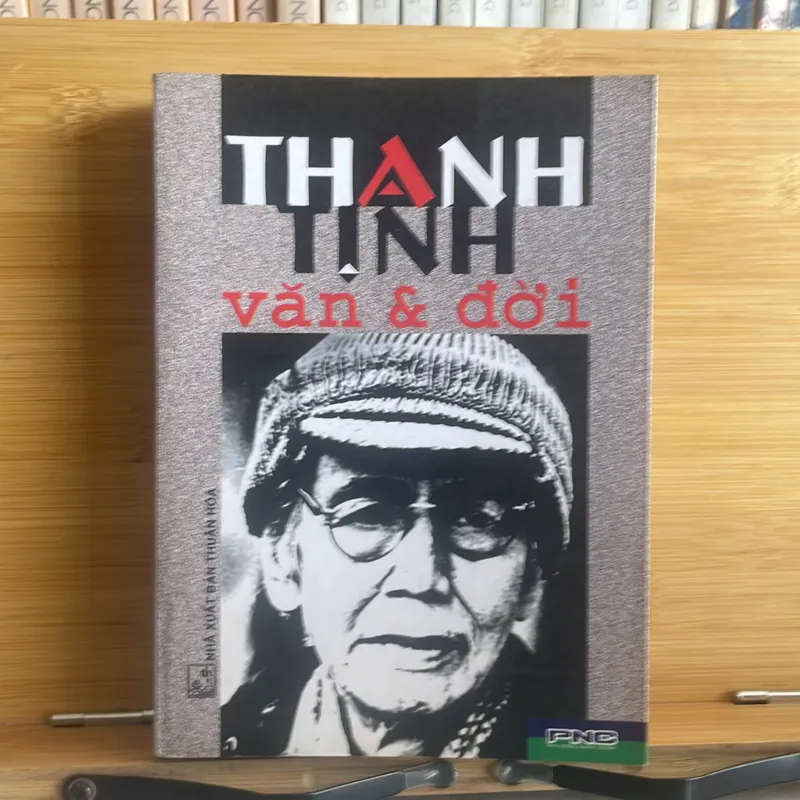 THANH
TỊNH
văn & đời
NHÀ XUẤT BẢN THUẬN HÓA
PNC